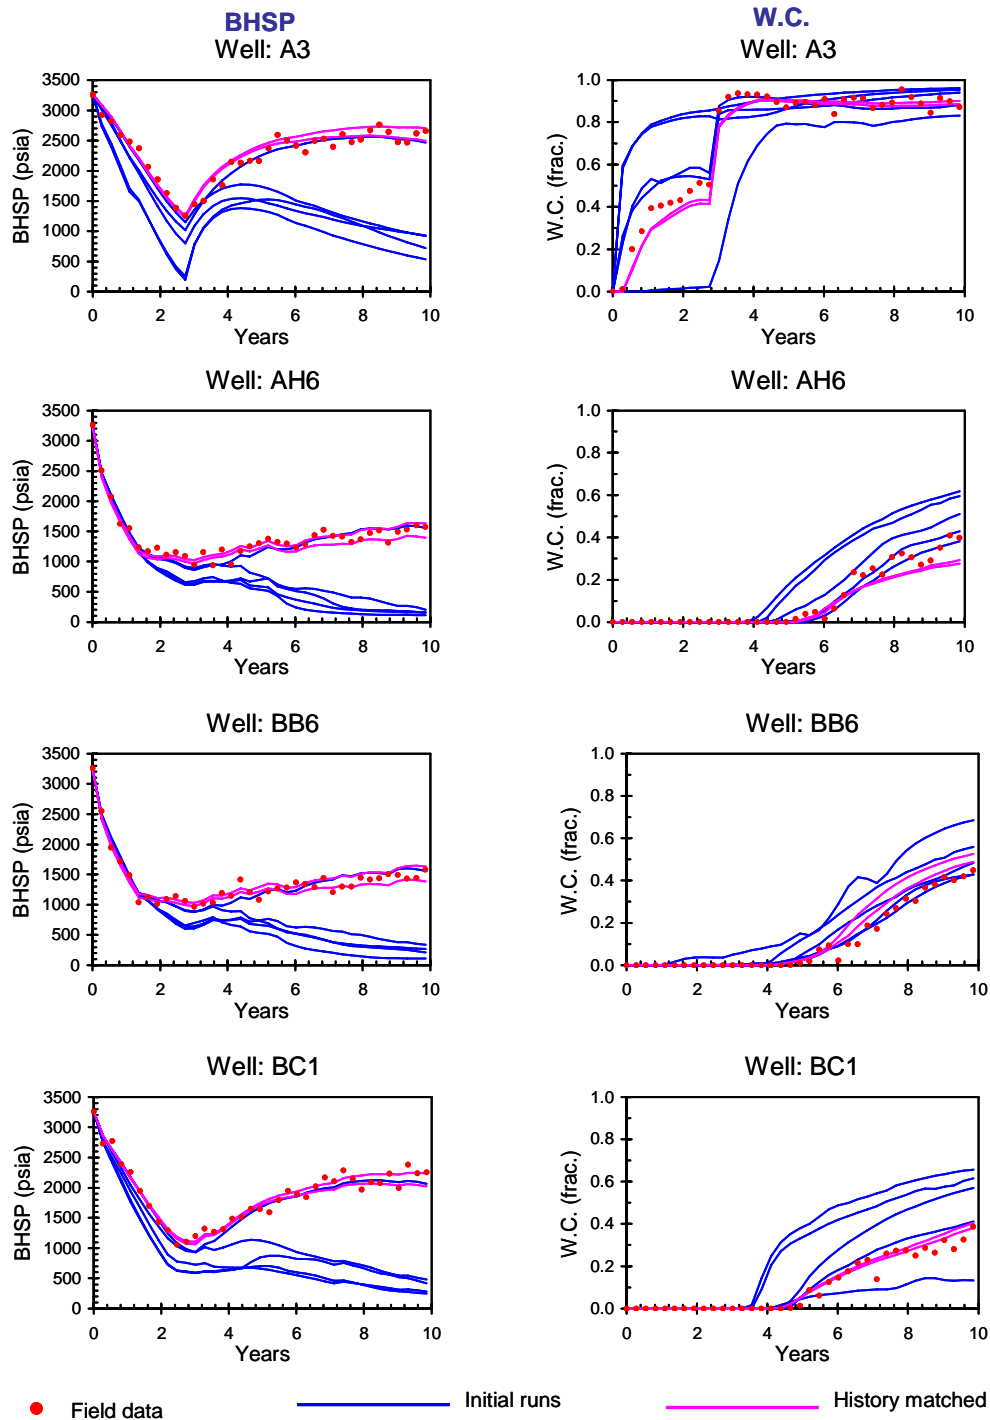 BHSP
W.C.
Well: A3
Well: A3
BHSP (psia)
3500
3000
2500
2000
1500
1000
500
0
0 2 4 6 8 10
Years
W.C. (frac.)
1.0
0.8
0.6
0.4
0.2
0.0
0 2 4 6 8 10
Years
Well: AH6
Well: AH6
BHSP (psia)
3500
3000
2500
2000
1500
1000
500
0
0 2 4 6 8 10
Years
W.C. (frac.)
1.0
0.8
0.6
0.4
0.2
0.0
0 2 4 6 8 10
Years
Well: BB6
Well: BB6
BHSP (psia)
3500
3000
2500
2000
1500
1000
500
0
0 2 4 6 8 10
Years
W.C. (frac.)
1.0
0.8
0.6
0.4
0.2
0.0
0 2 4 6 8 10
Years
Well: BC1
Well: BC1
BHSP (psia)
3500
3000
2500
2000
1500
1000
500
0
0 2 4 6 8 10
Years
W.C. (frac.)
1.0
0.8
0.6
0.4
0.2
0.0
0 2 4 6 8 10
Years
Field data
Initial runs
History matched